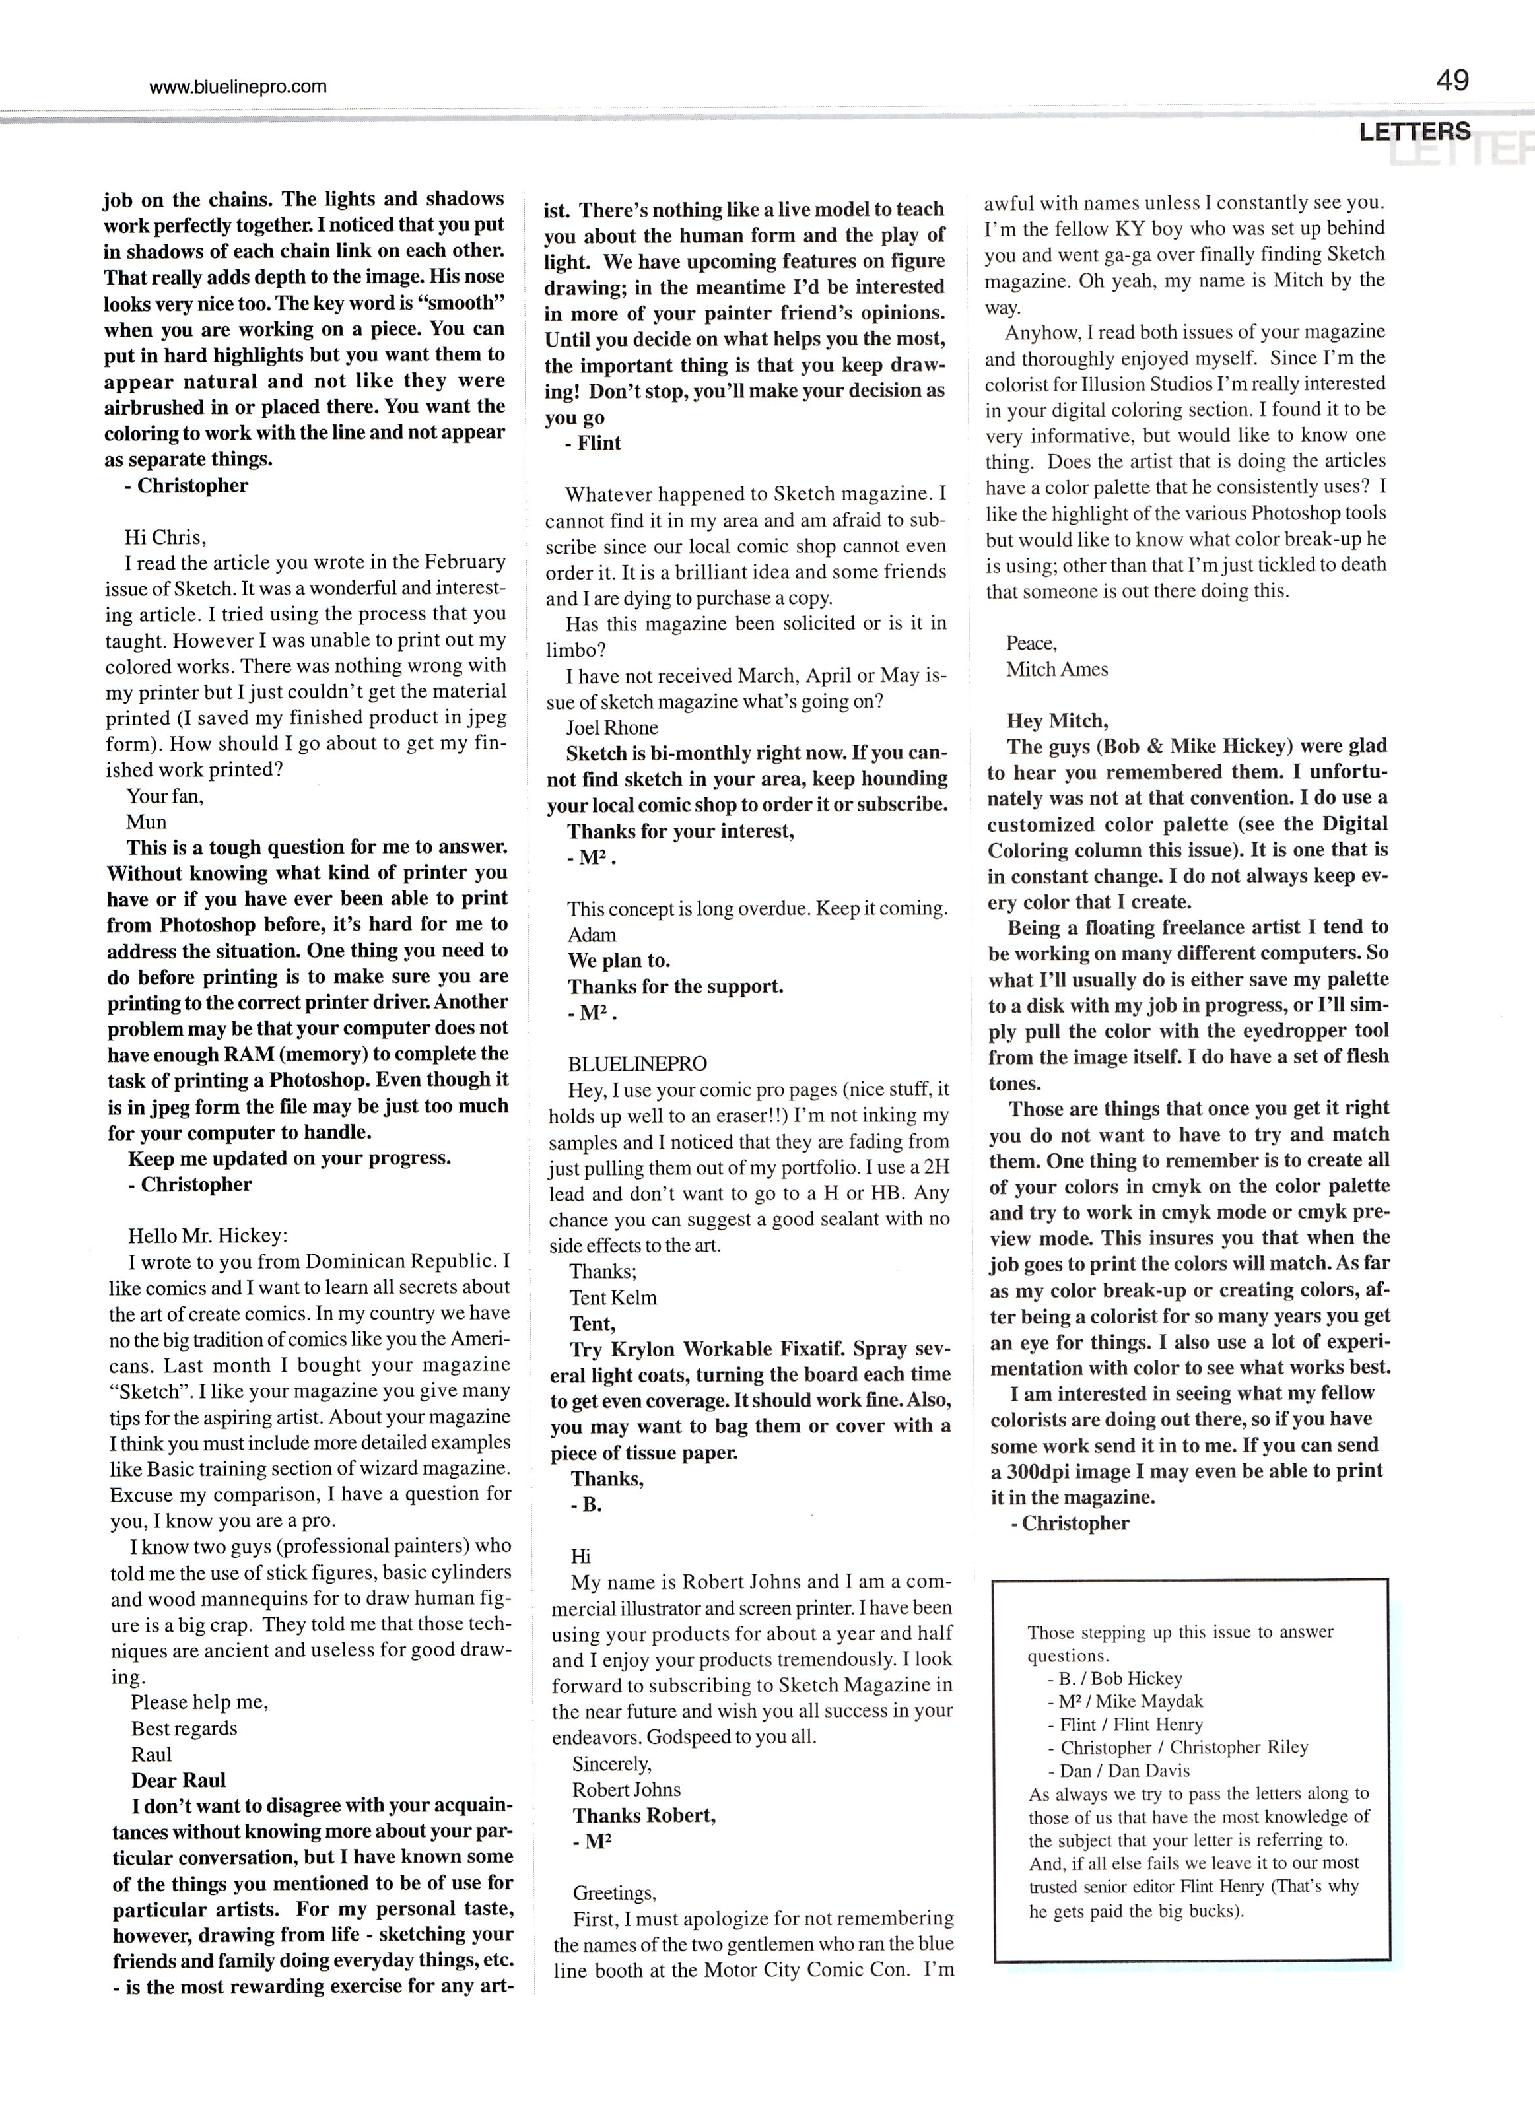 www.bluelinepro.com
49
LETTERS
job on the chains. The lights and shadows
work perfectly together. I noticed that you put
in shadows of each chain link on each other.
That really adds depth to the image. His nose
looks very nice too. The key word is “smooth”
when you are working on a piece. You can
put in hard highlights but you want them to
appear natural and not like they were
airbrushed in or placed there. You want the
coloring to work with the line and not appear
as separate things.
- Christopher
Hi Chris,
I read the article you wrote in the February
issue of Sketch. It was a wonderful and interest-
ing article. I tried using the process that you
taught. However I was unable to print out my
colored works. There was nothing wrong with
my printer but I just couldn’t get the material
printed (I saved my finished product in jpeg
form). How should I go about to get my fin-
ished work printed?
Your fan,
Mun
This is a tough question for me to answer.
Without knowing what kind of printer you
have or if you have ever been able to print
from Photoshop before, it’s hard for me to
address the situation. One thing you need to
do before printing is to make sure you are
printing to the correct printer driver. Another
problem may be that your computer does not
have enough RAM (memory) to complete the
task of printing a Photoshop. Even though it
is in jpeg form the file may be just too much
for your computer to handle.
Keep me updated on your progress.
- Christopher
Hello Mr. Hickey:
I wrote to you from Dominican Republic. I
like comics and I want to learn all secrets about
the art of create comics. In my country we have
no the big tradition of comics like you the Ameri-
cans. Last month I bought your magazine
“Sketch”. I like your magazine you give many
tips for the aspiring artist. About your magazine
I think you must include more detailed examples
like Basic training section of wizard magazine.
Excuse my comparison, I have a question for
you, I know you are a pro.
I know two guys (professional painters) who
told me the use of stick figures, basic cylinders
and wood mannequins for to draw human fig-
ure is a big crap.  They told me that those tech-
niques are ancient and useless for good draw-
ing.
Please help me,
Best regards
Raul
Dear Raul
I don’t want to disagree with your acquain-
tances without knowing more about your par-
ticular conversation, but I have known some
of the things you mentioned to be of use for
particular artists.  For my personal taste,
however, drawing from life - sketching your
friends and family doing everyday things, etc.
- is the most rewarding exercise for any art-
ist.  There’s nothing like a live model to teach
you about the human form and the play of
light.  We have upcoming features on figure
drawing; in the meantime I’d be interested
in more of your painter friend’s opinions.
Until you decide on what helps you the most,
the important thing is that you keep draw-
ing!  Don’t stop, you’ll make your decision as
you go
- Flint
Whatever happened to Sketch magazine. I
cannot find it in my area and am afraid to sub-
scribe since our local comic shop cannot even
order it. It is a brilliant idea and some friends
and I are dying to purchase a copy.
Has this magazine been solicited or is it in
limbo?
I have not received March, April or May is-
sue of sketch magazine what’s going on?
Joel Rhone
Sketch is bi-monthly right now. If you can-
not find sketch in your area, keep hounding
your local comic shop to order it or subscribe.
Thanks for your interest,
- M² .
This concept is long overdue. Keep it coming.
Adam
We plan to.
Thanks for the support.
- M² .
BLUELINEPRO
Hey, I use your comic pro pages (nice stuff, it
holds up well to an eraser!!) I’m not inking my
samples and I noticed that they are fading from
just pulling them out of my portfolio. I use a 2H
lead and don’t want to go to a H or HB. Any
chance you can suggest a good sealant with no
side effects to the art.
Thanks;
Tent Kelm
Tent,
Try Krylon Workable Fixatif. Spray sev-
eral light coats, turning the board each time
to get even coverage. It should work fine. Also,
you may want to bag them or cover with a
piece of tissue paper.
Thanks,
- B.
Hi
My name is Robert Johns and I am a com-
mercial illustrator and screen printer. I have been
using your products for about a year and half
and I enjoy your products tremendously. I look
forward to subscribing to Sketch Magazine in
the near future and wish you all success in your
endeavors. Godspeed to you all.
Sincerely,
Robert Johns
Thanks Robert,
- M²
Greetings,
First, I must apologize for not remembering
the names of the two gentlemen who ran the blue
line booth at the Motor City Comic Con.  I’m
awful with names unless I constantly see you.
I’m the fellow KY boy who was set up behind
you and went ga-ga over finally finding Sketch
magazine. Oh yeah, my name is Mitch by the
way.
Anyhow, I read both issues of your magazine
and thoroughly enjoyed myself.  Since I’m the
colorist for Illusion Studios I’m really interested
in your digital coloring section. I found it to be
very informative, but would like to know one
thing.  Does the artist that is doing the articles
have a color palette that he consistently uses?  I
like the highlight of the various Photoshop tools
but would like to know what color break-up he
is using; other than that I’m just tickled to death
that someone is out there doing this.
Peace,
Mitch Ames
Hey Mitch,
The guys (Bob & Mike Hickey) were glad
to hear you remembered them. I unfortu-
nately was not at that convention. I do use a
customized color palette (see the Digital
Coloring column this issue). It is one that is
in constant change. I do not always keep ev-
ery color that I create.
Being a floating freelance artist I tend to
be working on many different computers. So
what I’ll usually do is either save my palette
to a disk with my job in progress, or I’ll sim-
ply pull the color with the eyedropper tool
from the image itself. I do have a set of flesh
tones.
Those are things that once you get it right
you do not want to have to try and match
them. One thing to remember is to create all
of your colors in cmyk on the color palette
and try to work in cmyk mode or cmyk pre-
view mode. This insures you that when the
job goes to print the colors will match. As far
as my color break-up or creating colors, af-
ter being a colorist for so many years you get
an eye for things. I also use a lot of experi-
mentation with color to see what works best.
I am interested in seeing what my fellow
colorists are doing out there, so if you have
some work send it in to me. If you can send
a 300dpi image I may even be able to print
it in the magazine.
- Christopher
Those stepping up this issue to answer
questions.
- B. / Bob Hickey
- M² / Mike Maydak
- Flint / Flint Henry
- Christopher / Christopher Riley
- Dan / Dan Davis
As always we try to pass the letters along to
those of us that have the most knowledge of
the subject that your letter is referring to.
And, if all else fails we leave it to our most
trusted senior editor Flint Henry (That’s why
he gets paid the big bucks).